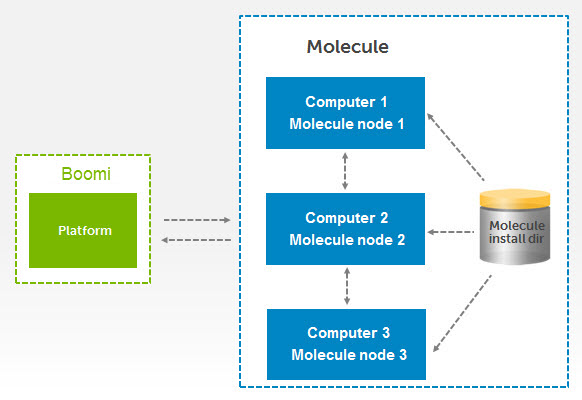 Molecule
Computer 1
Molecule node 1
Boomi
Platform
Computer 2
Molecule node 2
Molecule
install dir
Computer 3
Molecule node 3